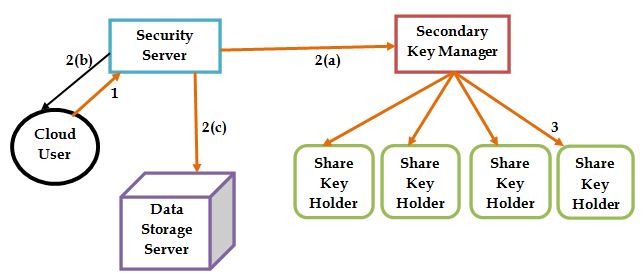 Security
Server
Secondary
Key Manager
2(b)
2(a)
1
Cloud
User
2(c)
3
Share
Key
Holder
Share
Key
Holder
Share
Key
Holder
Share
Key
Holder
Data
Storage
Server